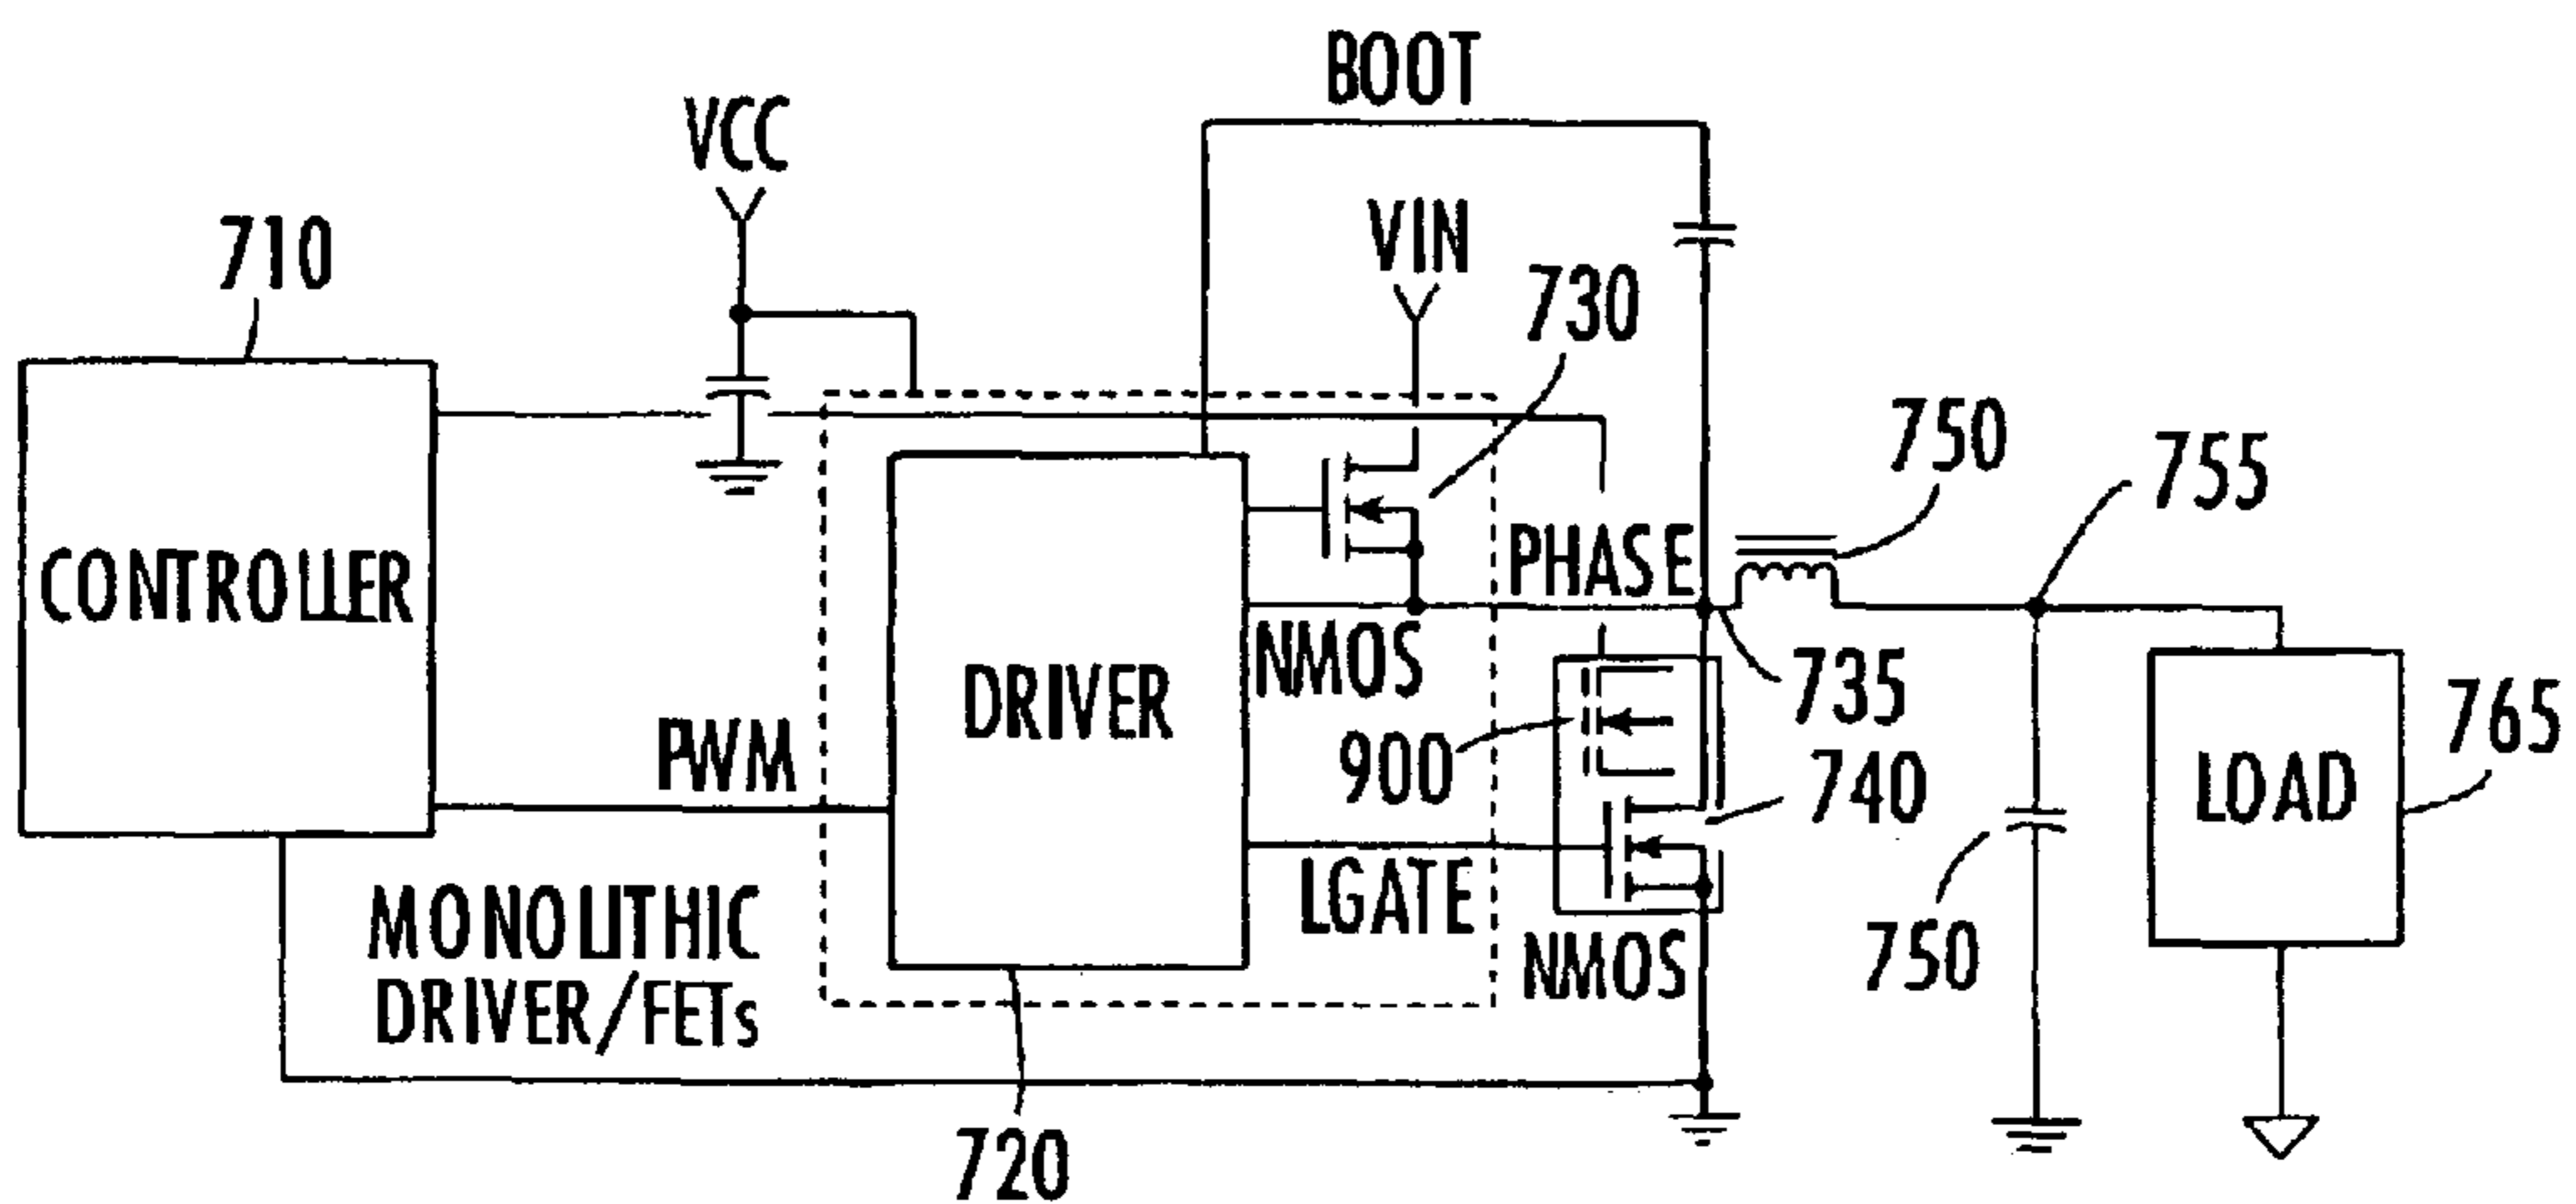 BOOT
VCC
VIN
710
730
750
755
CONTROLLER
PHASE
NMOS
735
DRIVER
765
PWM
900
740
LOAD
LGATE
MONOLITHIC
DRIVER/FETs
NMOS
750
720